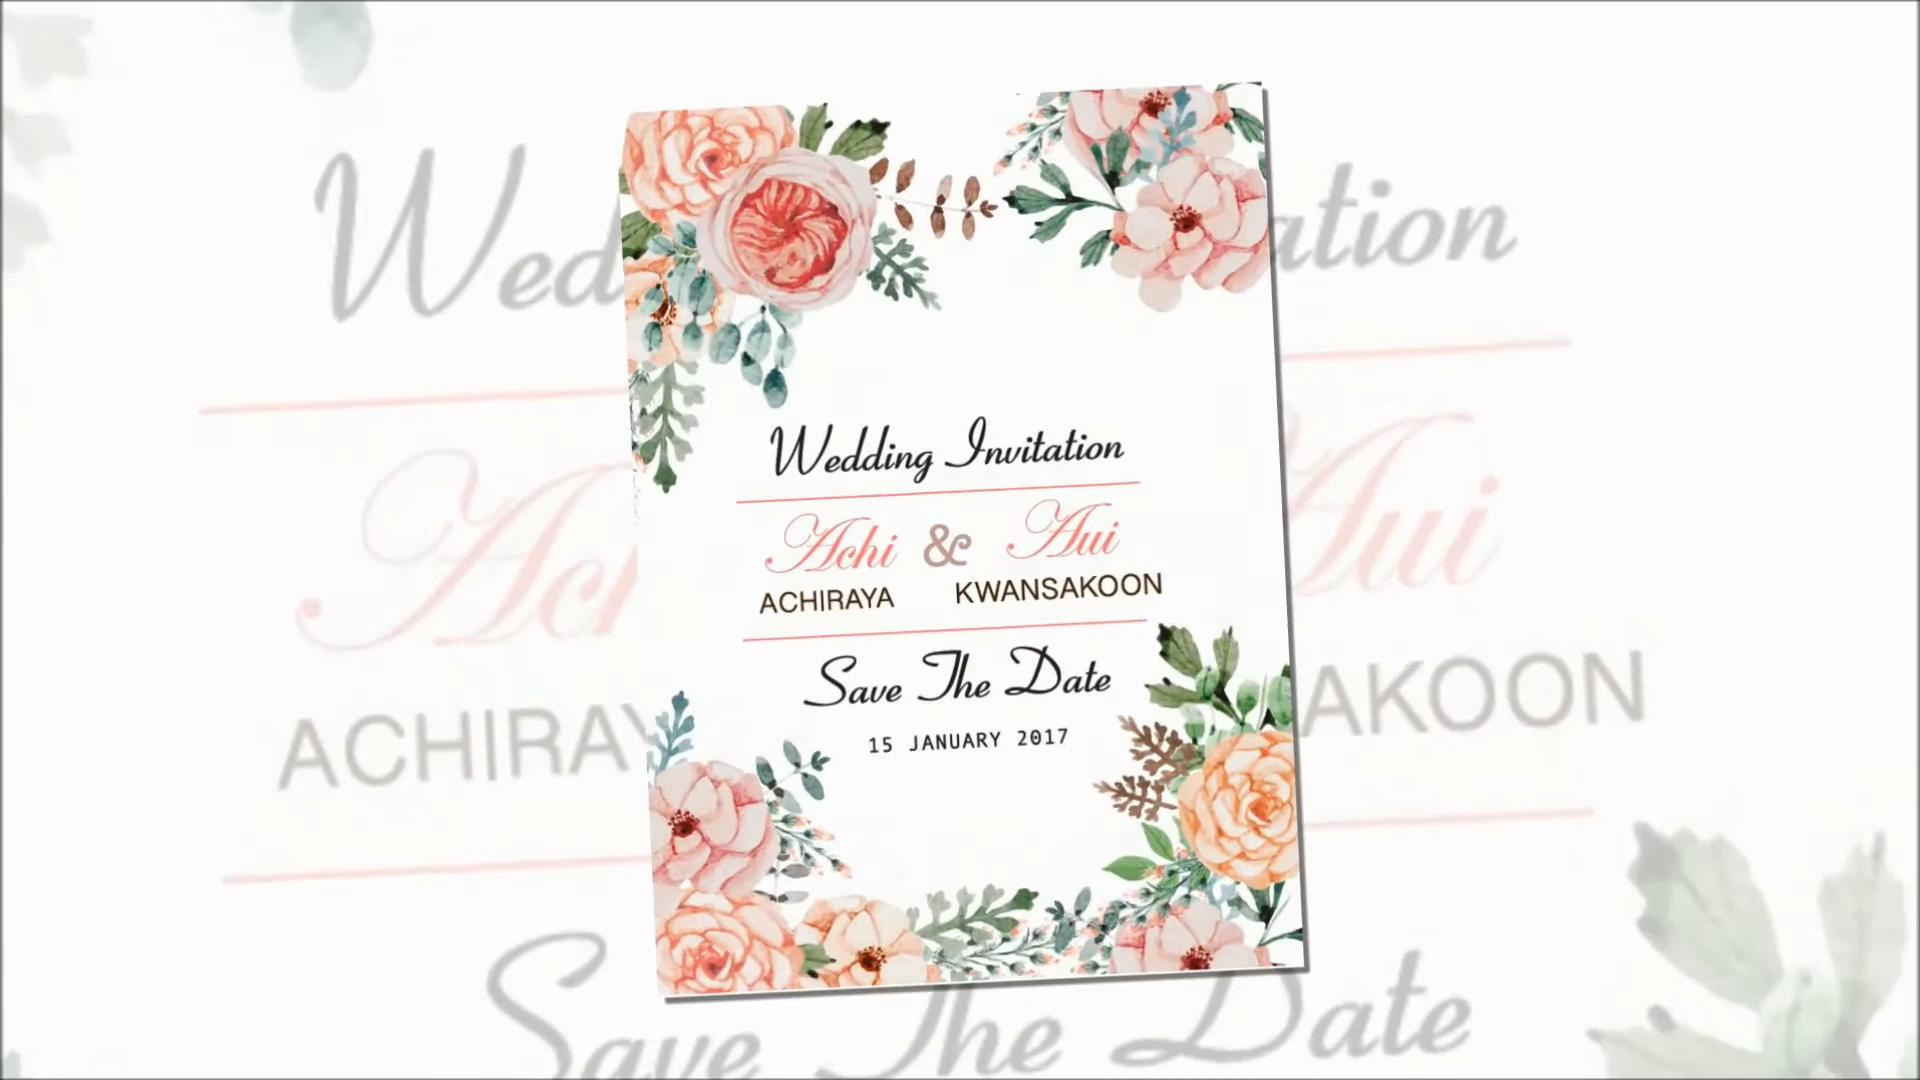 Wedding Invitation
Achi & Aui
ACHIRAYA KWANSAKOON
Save The Date
15 JANUARY 2017